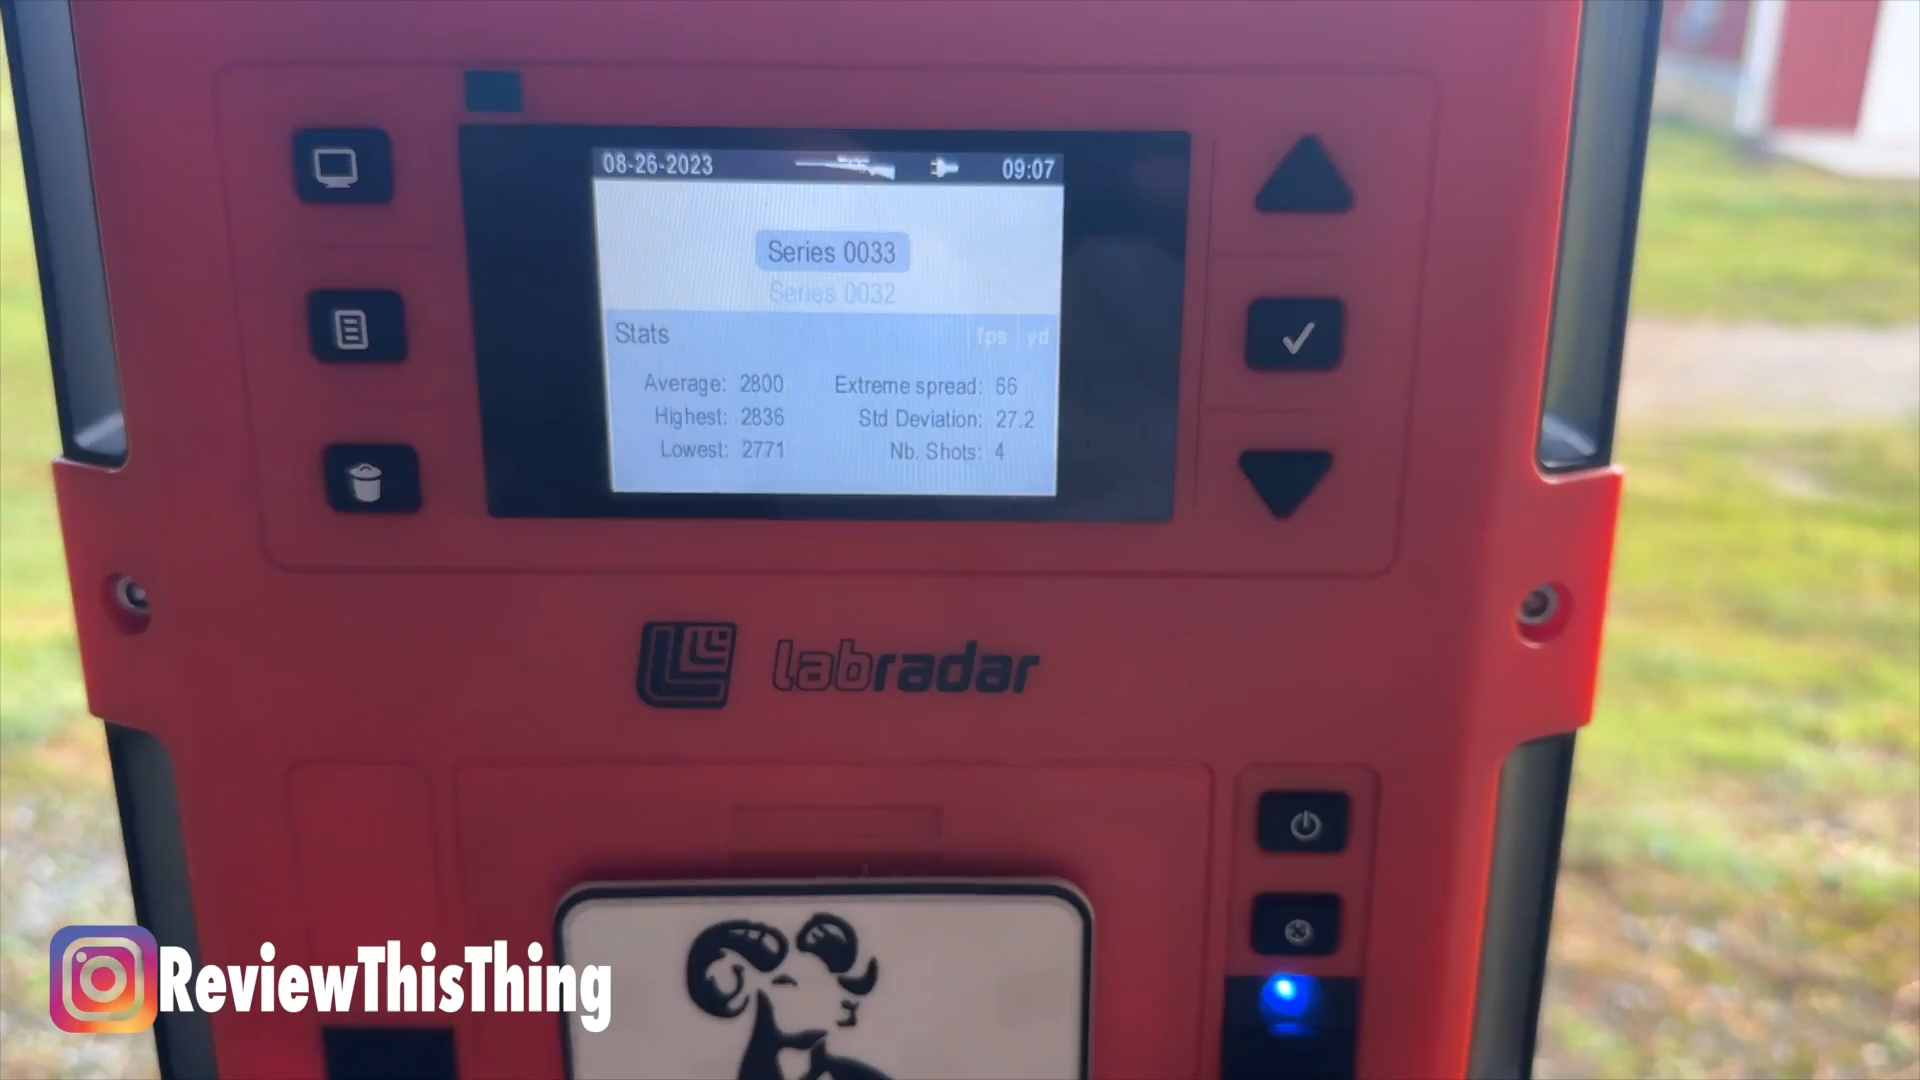 08-26-2023 09:07
Series 0033
Series 0032
Stats fps yd
Average: 2800 Extreme spread: 66
Highest: 2836 Std Deviation: 27.2
Lowest: 2771 Nb. Shots: 4
labradar
ReviewThisThing